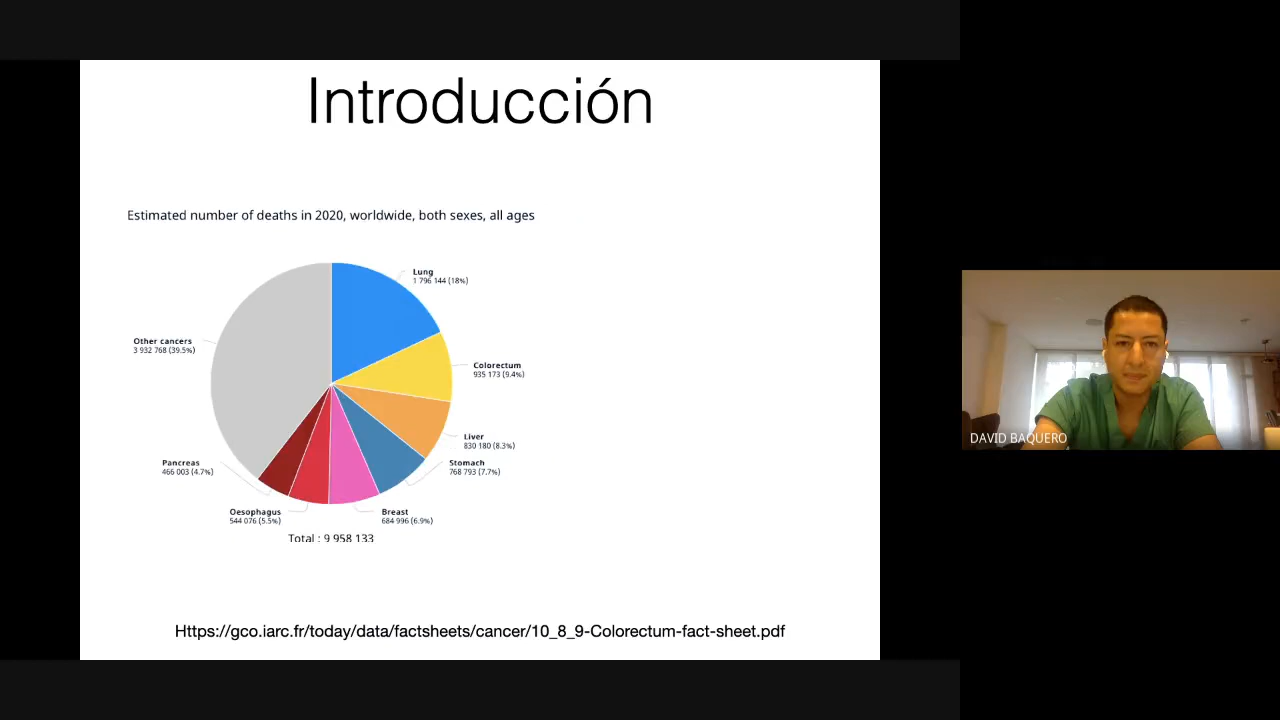 Introducción
Estimated number of deaths in 2020, worldwide, both sexes, all ages
Lung
1 796 144 (18%)
Other cancers
3 932 768 (39.5%)
Colorectum
935 173 (9.4%)
Liver
830 180 (8.3%)
Stomach
768 793 (7.7%)
Pancreas
466 003 (4.7%)
Oesophagus
544 076 (5.5%)
Breast
684 996 (6.9%)
Total : 9 958 133
Https://gco.iarc.fr/today/data/factsheets/cancer/10_8_9-Colorectum-fact-sheet.pdf
DAVID BAQUERO